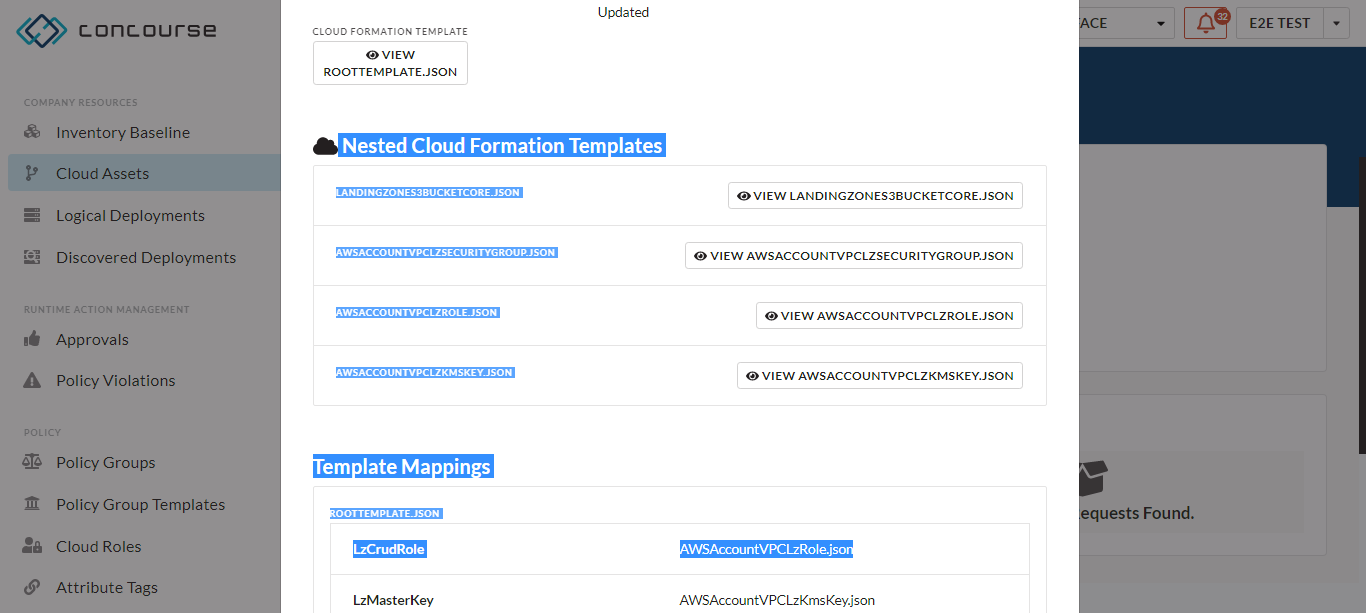 concourse
COMPANY RESOURCES
Inventory Baseline
Cloud Assets
Logical Deployments
Discovered Deployments
RUNTIME ACTION MANAGEMENT
Approvals
Policy Violations
POLICY
Policy Groups
Policy Group Templates
Cloud Roles
Attribute Tags
Updated
CLOUD FORMATION TEMPLATE
VIEW
ROOTTEMPLATE.JSON
Nested Cloud Formation Templates
LANDINGZONES3BUCKETCORE.JSON
VIEW LANDINGZONES3BUCKETCORE.JSON
AWSACCOUNTVPCLZSECURITYGROUP.JSON
VIEW AWSACCOUNTVPCLZSECURITYGROUP.JSON
AWSACCOUNTVPCLZROLE.JSON
VIEW AWSACCOUNTVPCLZROLE.JSON
AWSACCOUNTVPCLZKMSKEY.JSON
VIEW AWSACCOUNTVPCLZKMSKEY.JSON
Template Mappings
ROOTTEMPLATE.JSON
LzCrudRole AWSAccountVPCLzRole.json
LzMasterKey AWSAccountVPCLzKmsKey.json
FACE
32
E2E TEST
equests Found.